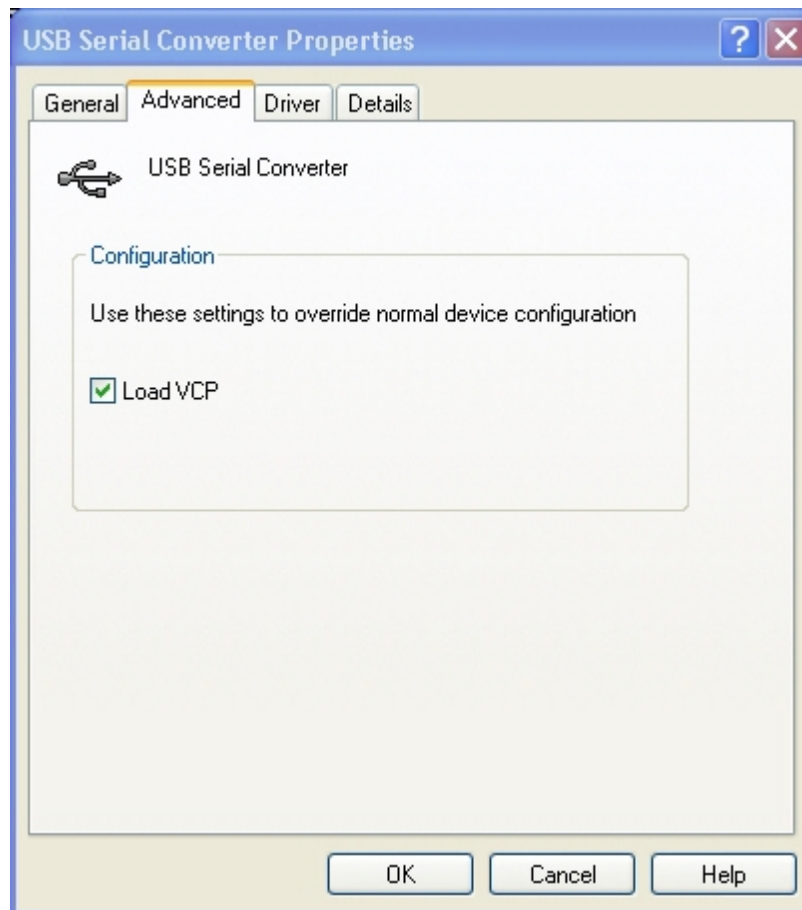 USB Serial Converter Properties
?
General Advanced Driver Details
USB Serial Converter
Configuration
Use these settings to override normal device configuration
Load VCP
OK Cancel Help